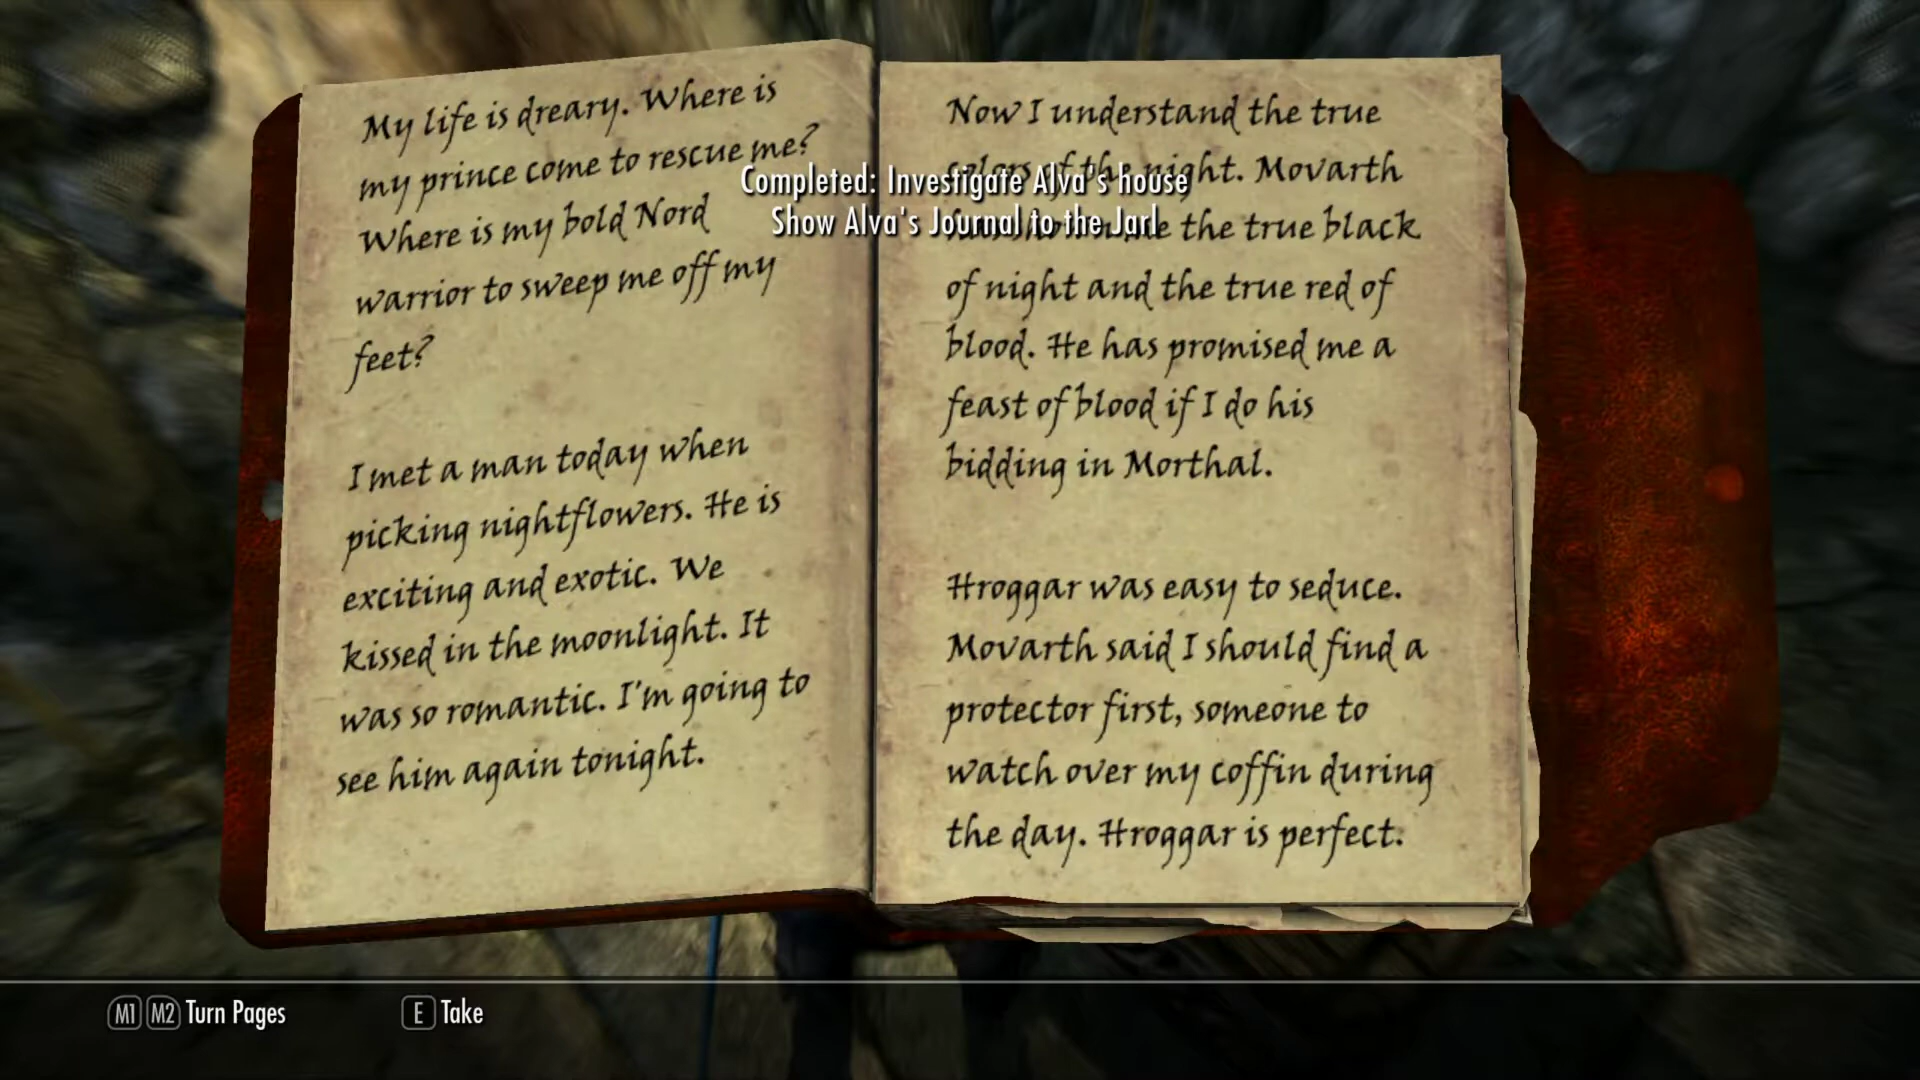 My life is dreary. Where is
my prince come to rescue me?
Where is my bold Nord
warrior to sweep me off my
feet?
I met a man today when
picking nightflowers. He is
exciting and exotic. We
kissed in the moonlight. It
was so romantic. I'm going to
see him again tonight.
Now I understand the true
colors of the night. Movarth
the true black
of night and the true red of
blood. He has promised me a
feast of blood if I do his
bidding in Morthal.
Hroggar was easy to seduce.
Movarth said I should find a
protector first, someone to
watch over my coffin during
the day. Hroggar is perfect.
Completed: Investigate Alva's house
Show Alva's Journal to the Jarl
M1 M2 Turn Pages
E Take